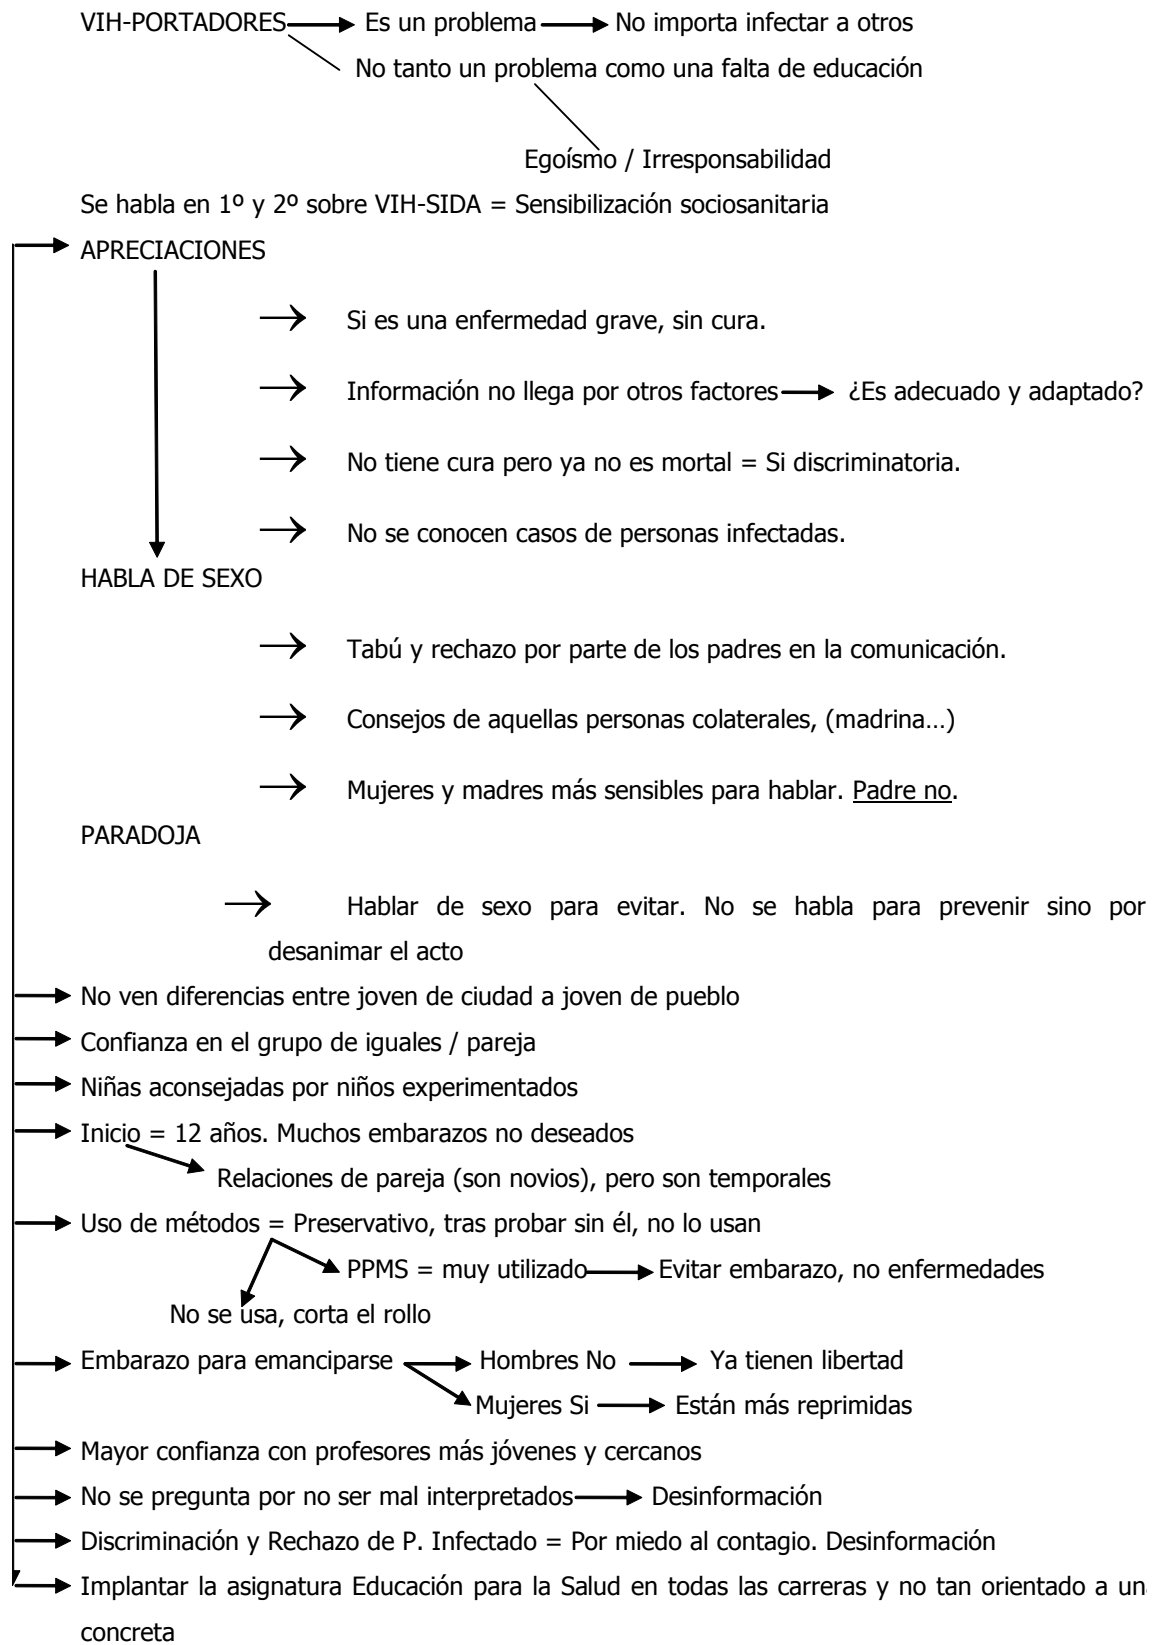 VIH-PORTADORES Es un problema No importa infectar a otros
No tanto un problema como una falta de educación
Egoísmo / Irresponsabilidad
Se habla en 1º y 2º sobre VIH-SIDA = Sensibilización sociosanitaria
APRECIACIONES
Si es una enfermedad grave, sin cura.
Información no llega por otros factores ¿Es adecuado y adaptado?
No tiene cura pero ya no es mortal = Si discriminatoria.
No se conocen casos de personas infectadas.
HABLA DE SEXO
Tabú y rechazo por parte de los padres en la comunicación.
Consejos de aquellas personas colaterales, (madrina…)
Mujeres y madres más sensibles para hablar. Padre no.
PARADOJA
Hablar de sexo para evitar. No se habla para prevenir sino por
desanimar el acto
No ven diferencias entre joven de ciudad a joven de pueblo
Confianza en el grupo de iguales / pareja
Niñas aconsejadas por niños experimentados
Inicio = 12 años. Muchos embarazos no deseados
Relaciones de pareja (son novios), pero son temporales
Uso de métodos = Preservativo, tras probar sin él, no lo usan
PPMS = muy utilizado Evitar embarazo, no enfermedades
No se usa, corta el rollo
Embarazo para emanciparse Hombres No Ya tienen libertad
Mujeres Si Están más reprimidas
Mayor confianza con profesores más jóvenes y cercanos
No se pregunta por no ser mal interpretados Desinformación
Discriminación y Rechazo de P. Infectado = Por miedo al contagio. Desinformación
Implantar la asignatura Educación para la Salud en todas las carreras y no tan orientado a un
concreta